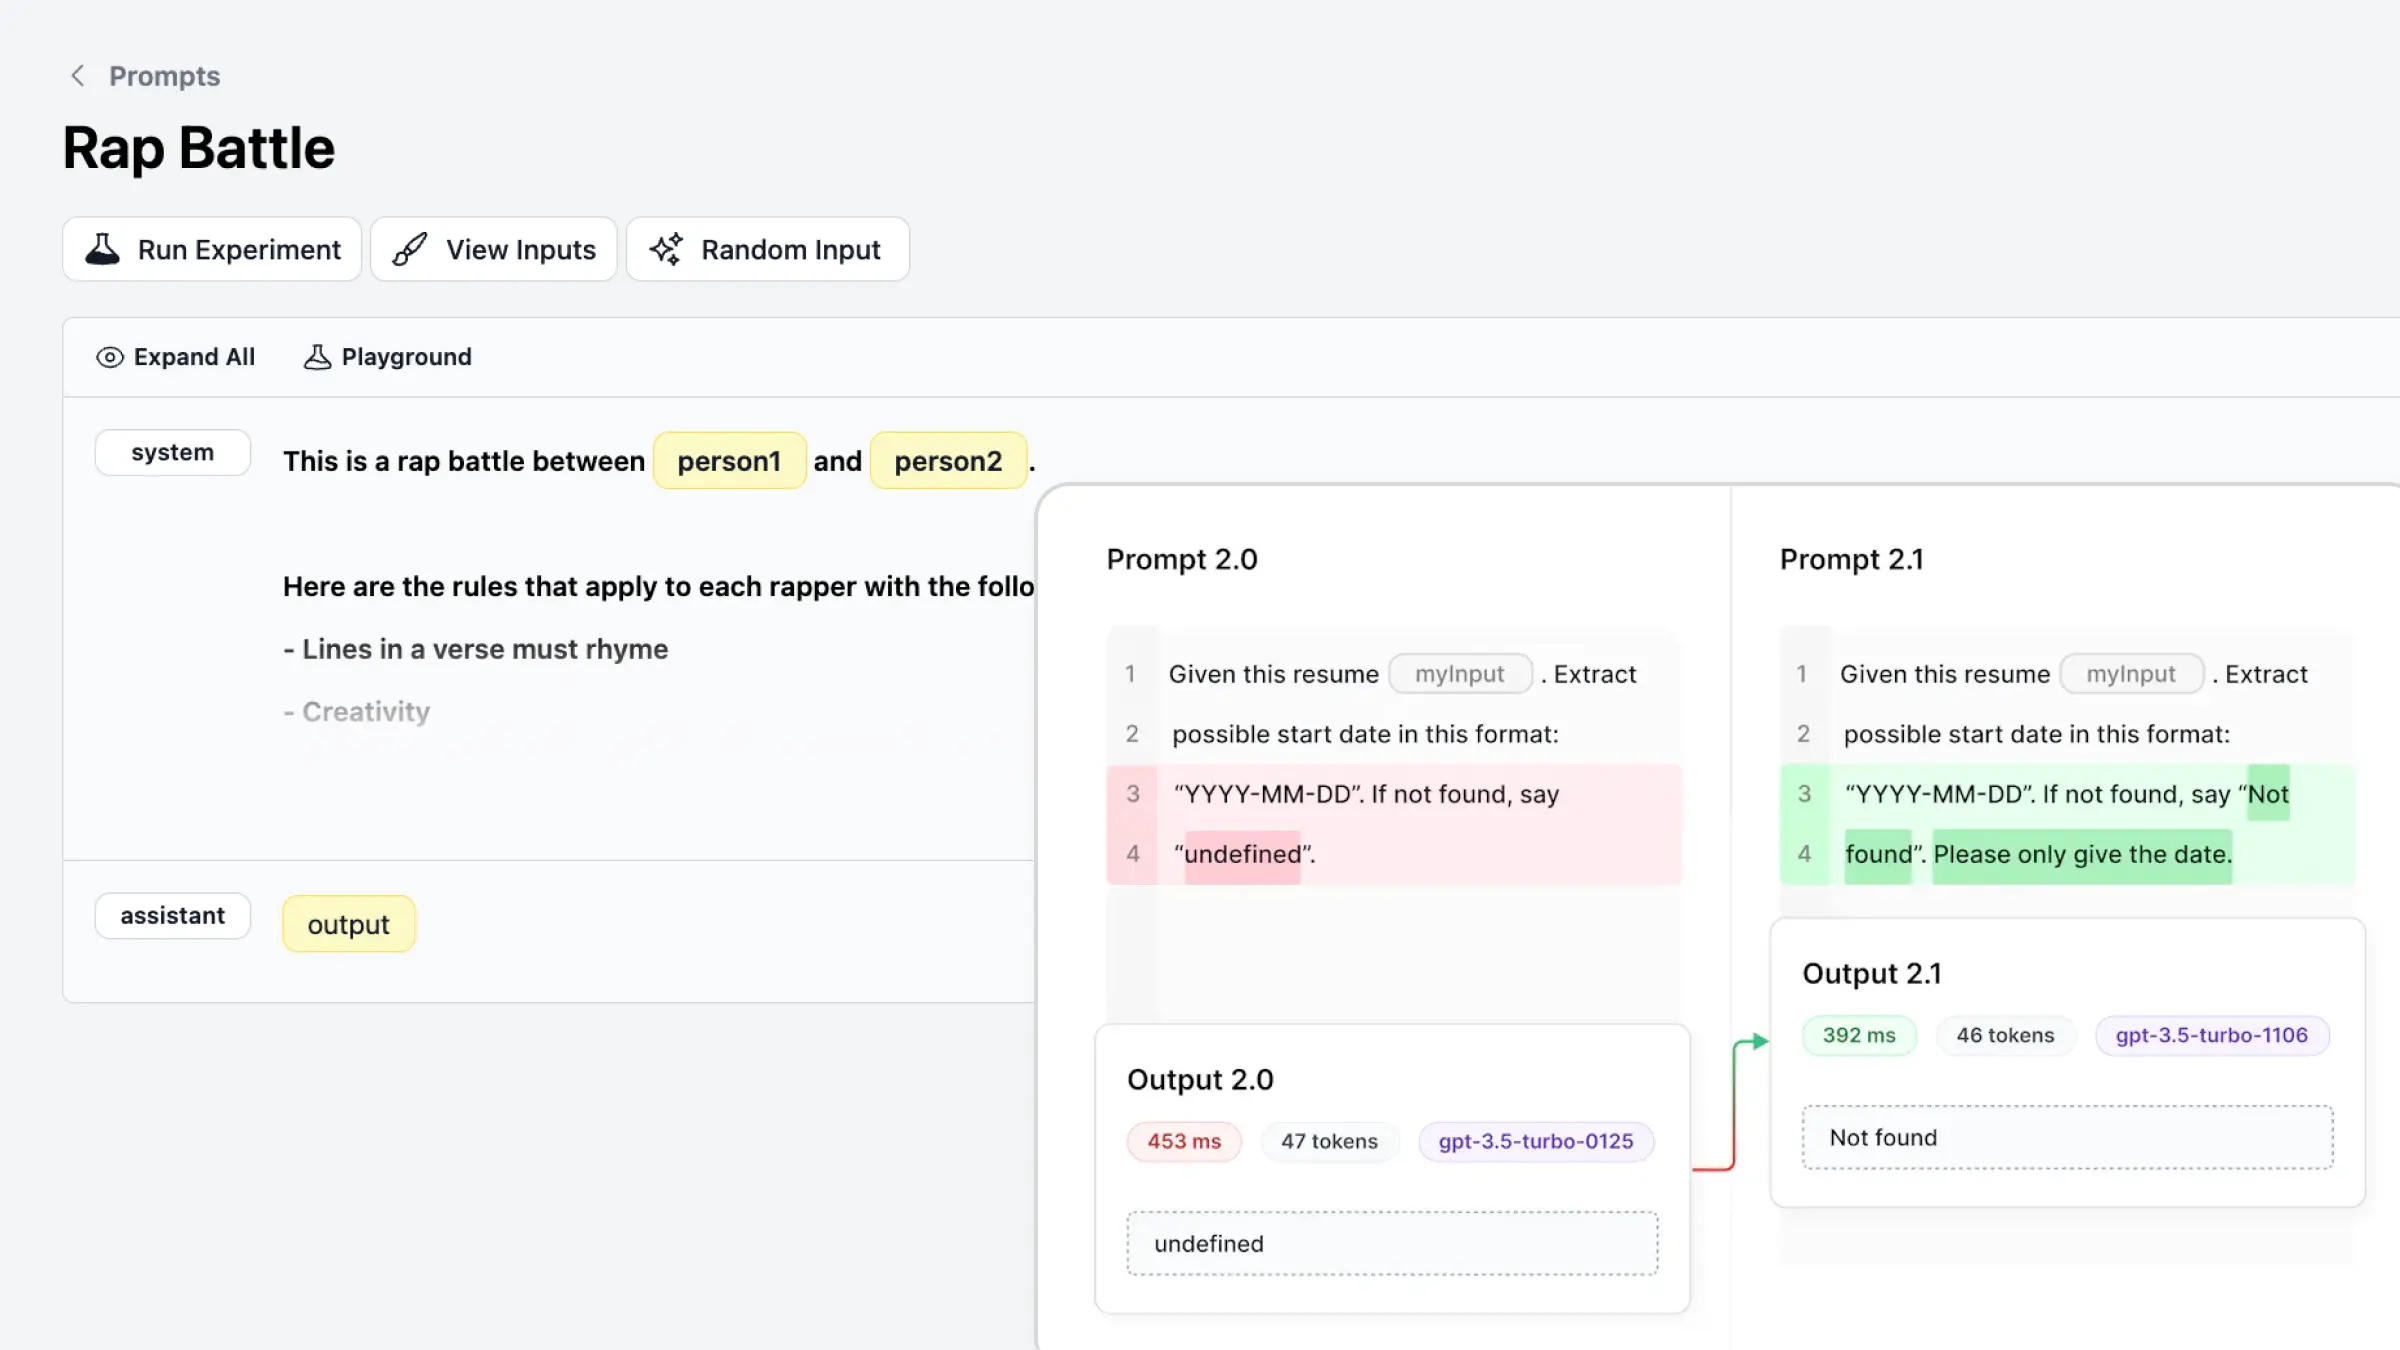 Prompts
Rap Battle
Run Experiment View Inputs Random Input
Expand All Playground
system
This is a rap battle between person1 and person2 .
Here are the rules that apply to each rapper with the follo
- Lines in a verse must rhyme
- Creativity
assistant
output
Prompt 2.0
1 Given this resume myInput . Extract
2 possible start date in this format:
3 “YYYY-MM-DD”. If not found, say
4 “undefined”.
Output 2.0
453 ms 47 tokens gpt-3.5-turbo-0125
undefined
Prompt 2.1
1 Given this resume myInput . Extract
2 possible start date in this format:
3 “YYYY-MM-DD”. If not found, say “Not
4 found”. Please only give the date.
Output 2.1
392 ms 46 tokens gpt-3.5-turbo-1106
Not found